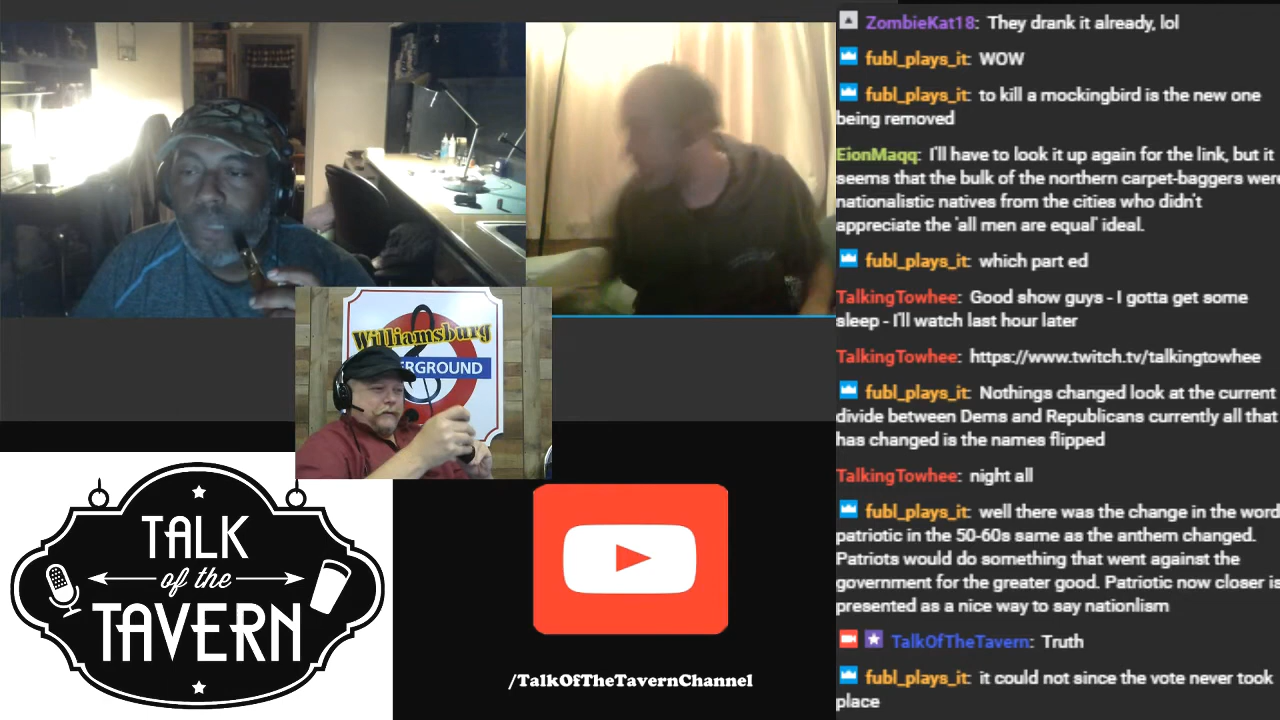 Williamsburg
ERGROUND
TALK
of the
TAVERN
/TalkOfTheTavernChannel
ZombieKat18: They drank it already, lol
fubl_plays_it: WOW
fubl_plays_it: to kill a mockingbird is the new one
being removed
EionMaqq: I'll have to look it up again for the link, but it
seems that the bulk of the northern carpet-baggers were
nationalistic natives from the cities who didn't
appreciate the 'all men are equal' ideal.
fubl_plays_it: which part ed
TalkingTowhee: Good show guys - I gotta get some
sleep - I'll watch last hour later
TalkingTowhee: https://www.twitch.tv/talkingtowhee
fubl_plays_it: Nothings changed look at the current
divide between Dems and Republicans currently all that
has changed is the names flipped
TalkingTowhee: night all
fubl_plays_it: well there was the change in the word
patriotic in the 50-60s same as the anthem changed.
Patriots would do something that went against the
government for the greater good. Patriotic now closer is
presented as a nice way to say nationlism
TalkOfTheTavern: Truth
fubl_plays_it: it could not since the vote never took
place